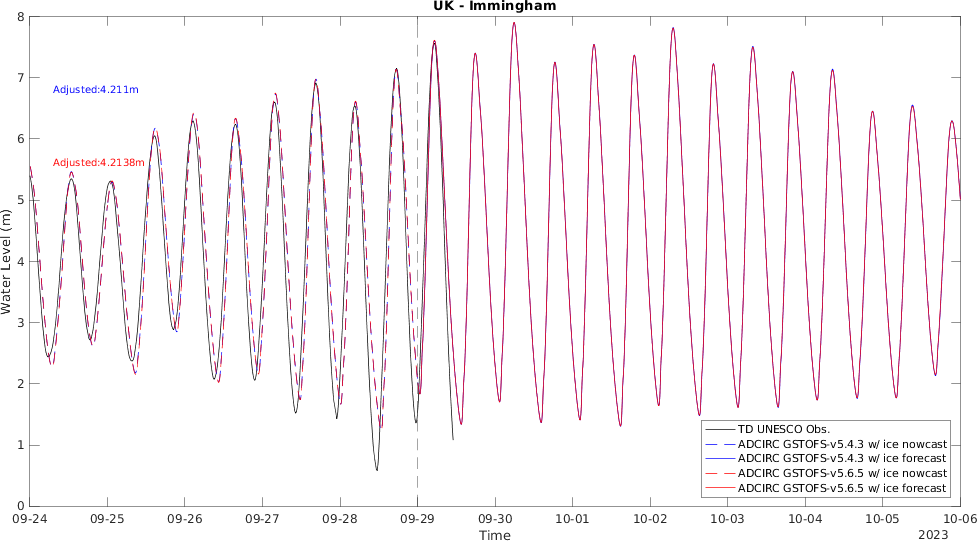 UK - Immingham
8
7
6
5
4
3
2
1
0
Water Level (m)
Adjusted:4.211m
Adjusted:4.2138m
TD UNESCO Obs.
ADCIRC GSTOFS-v5.4.3 w/ ice nowcast
ADCIRC GSTOFS-v5.4.3 w/ ice forecast
ADCIRC GSTOFS-v5.6.5 w/ ice nowcast
ADCIRC GSTOFS-v5.6.5 w/ ice forecast
09-24 09-25 09-26 09-27 09-28 09-29 09-30 10-01 10-02 10-03 10-04 10-05 10-06
Time
2023